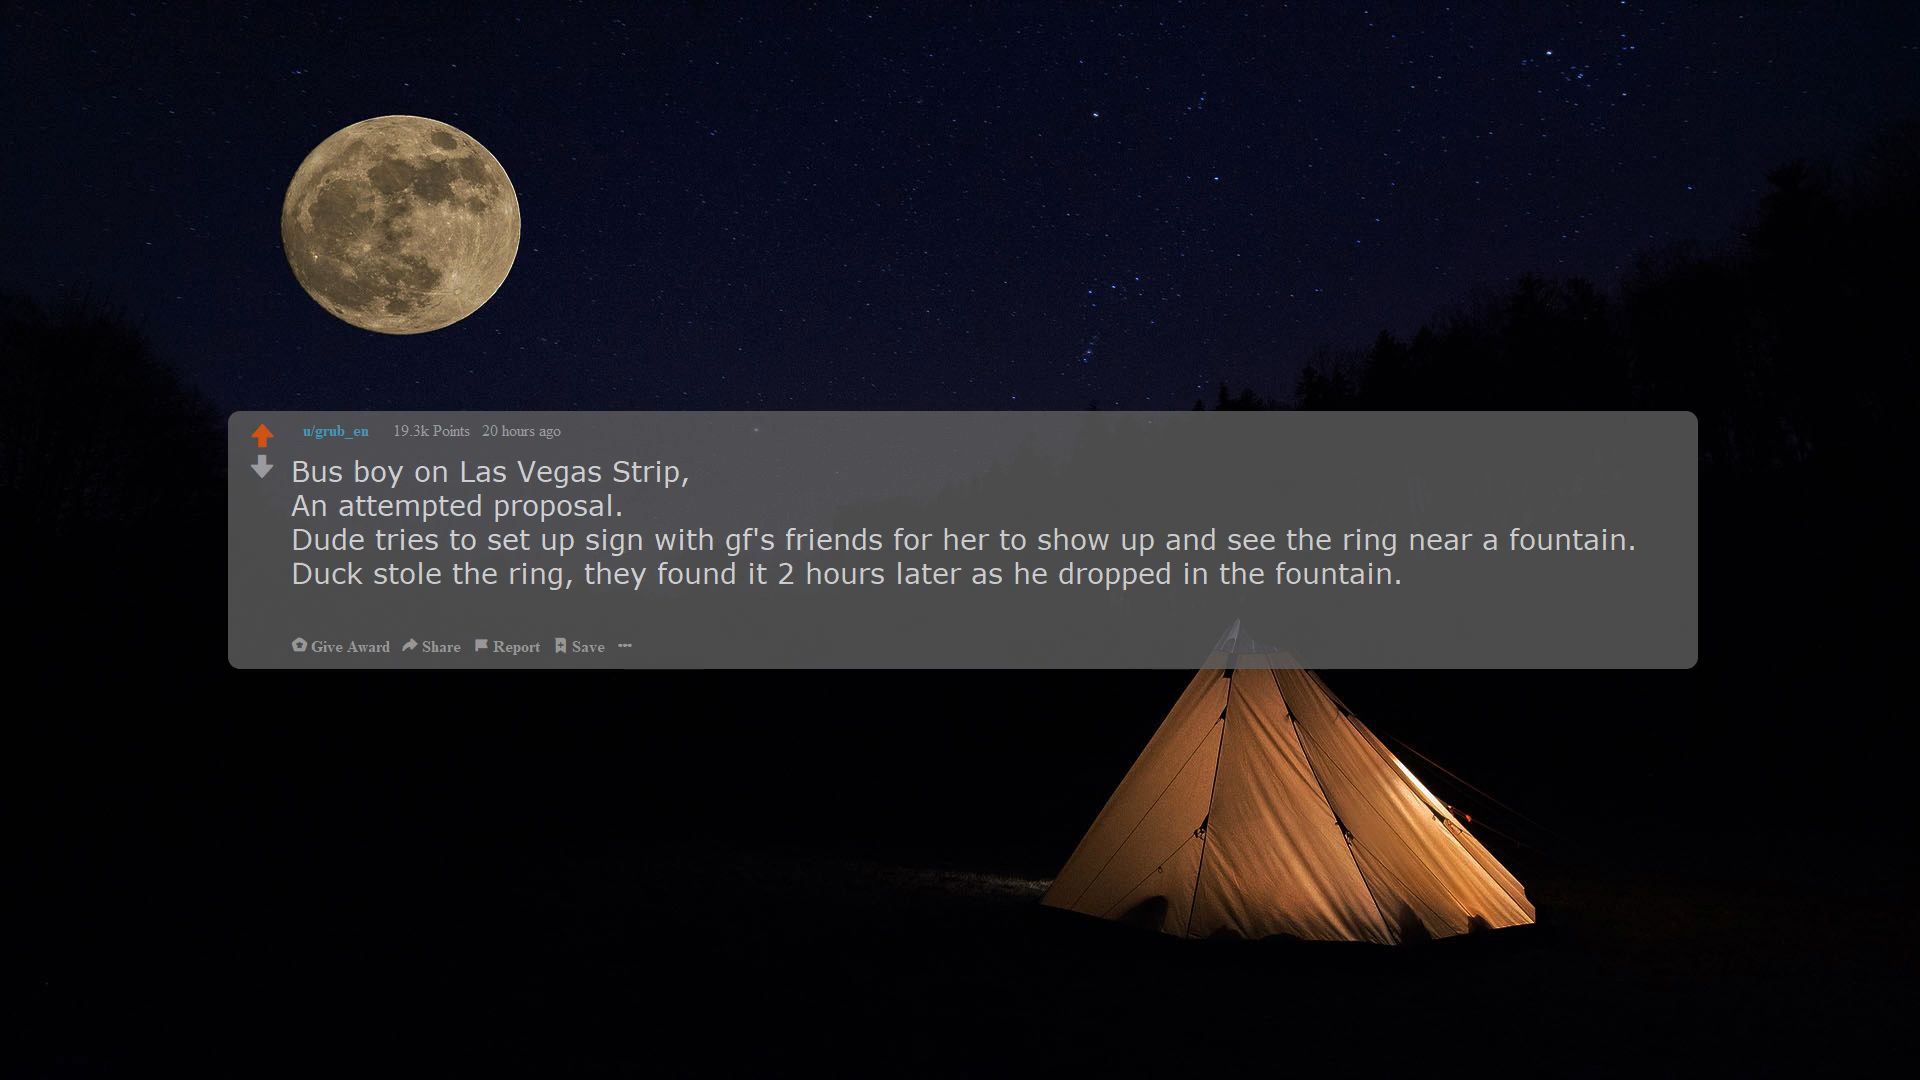 u/grub_en 19.3k Points 20 hours ago
Bus boy on Las Vegas Strip,
An attempted proposal.
Dude tries to set up sign with gf's friends for her to show up and see the ring near a fountain.
Duck stole the ring, they found it 2 hours later as he dropped in the fountain.
Give Award Share Report Save